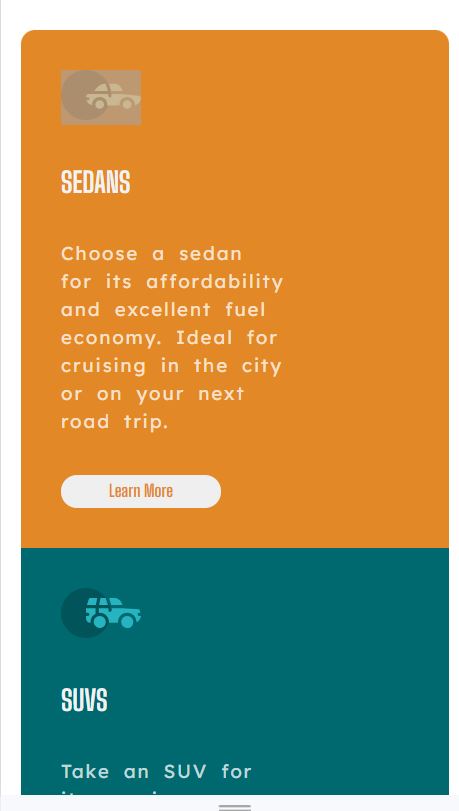 SEDANS
Choose a sedan
for its affordability
and excellent fuel
economy. Ideal for
cruising in the city
or on your next
road trip.
Learn More
SUVS
Take an SUV for